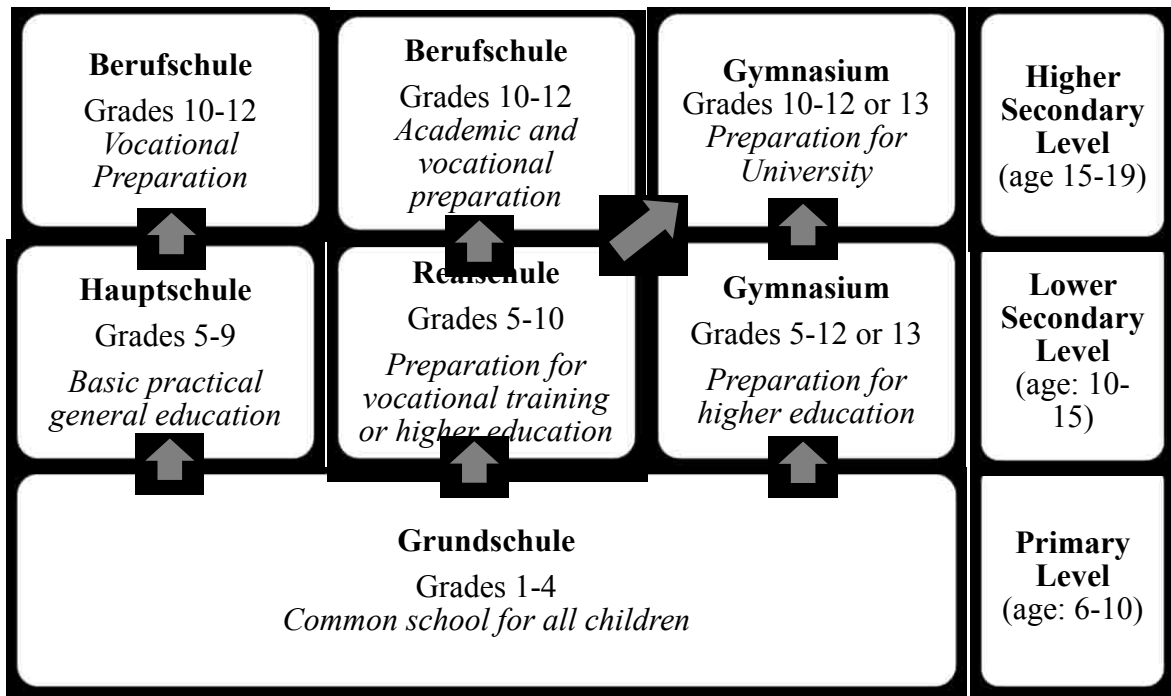 Berufschule
Grades 10-12
Vocational
Preparation
Berufschule
Grades 10-12
Academic and
vocational
preparation
Gymnasium
Grades 10-12 or 13
Preparation for
University
Higher
Secondary
Level
(age 15-19)
Hauptschule
Grades 5-9
Basic practical
general education
Realschule
Grades 5-10
Preparation for
vocational training
or higher education
Gymnasium
Grades 5-12 or 13
Preparation for
higher education
Lower
Secondary
Level
(age: 10-
15)
Grundschule
Grades 1-4
Common school for all children
Primary
Level
(age: 6-10)